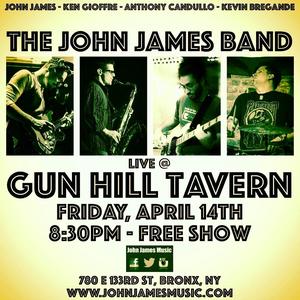 JOHN JAMES - KEN GIOFFRE - ANTHONY CANDULLO - KEVIN BREGANDE
THE JOHN JAMES BAND
LIVE @
GUN HILL TAVERN
FRIDAY, APRIL 14TH
8:30PM - FREE SHOW
John James Music
780 E 133RD ST, BRONX, NY
WWW.JOHNJAMESMUSIC.COM